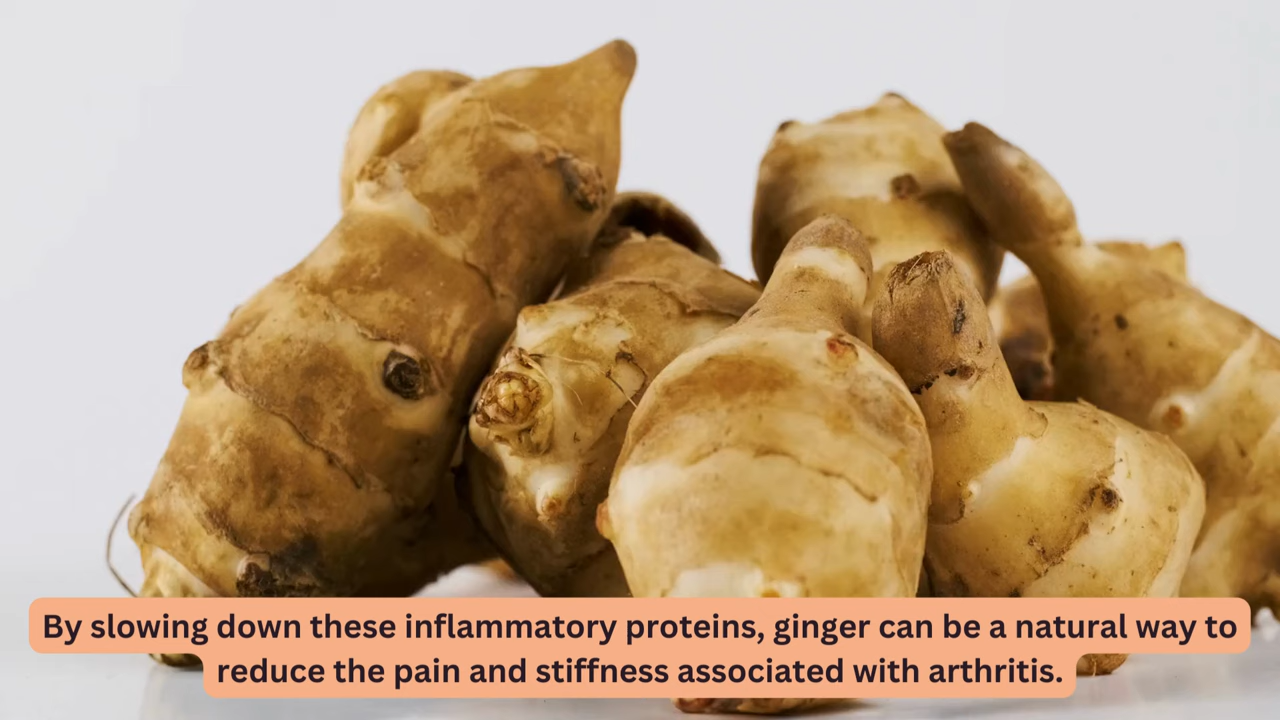 By slowing down these inflammatory proteins, ginger can be a natural way to
reduce the pain and stiffness associated with arthritis.